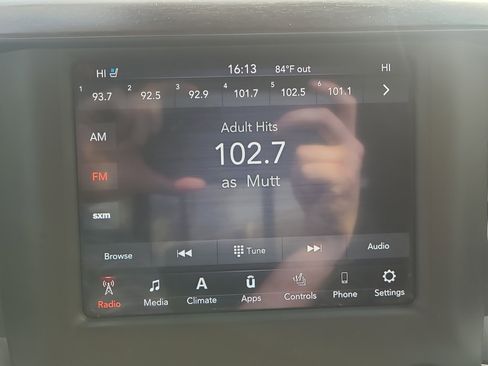 HI 16:13 84°F out HI
1 93.7 2 92.5 3 92.9 4 101.7 5 102.5 6 101.1
Adult Hits
AM
102.7
FM
as Mutt
sxm
Browse Tune Audio
Radio Media Climate Apps Controls Phone Settings